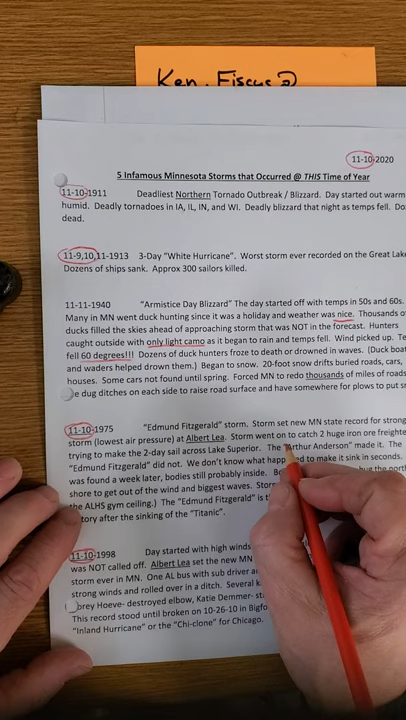 Ken. Fiscus@
11-10-2020
5 Infamous Minnesota Storms that Occurred @ THIS Time of Year
11-10-1911 Deadliest Northern Tornado Outbreak / Blizzard. Day started out warm
humid. Deadly tornadoes in IA, IL, IN, and WI. Deadly blizzard that night as temps fell. Do
dead.
11-9,10,11-1913 3-Day "White Hurricane". Worst storm ever recorded on the Great Lake
Dozens of ships sank. Approx 300 sailors killed.
11-11-1940 "Armistice Day Blizzard" The day started off with temps in 50s and 60s.
Many in MN went duck hunting since it was a holiday and weather was nice. Thousands o
ducks filled the skies ahead of approaching storm that was NOT in the forecast. Hunters
caught outside with only light camo as it began to rain and temps fell. Wind picked up. Te
fell 60 degrees!!! Dozens of duck hunters froze to death or drowned in waves. (Duck boat
and waders helped drown them.) Began to snow. 20-foot snow drifts buried roads, cars,
houses. Some cars not found until spring. Forced MN to redo thousands of miles of roads
e dug ditches on each side to raise road surface and have somewhere for plows to put s
11-10-1975 "Edmund Fitzgerald" storm. Storm set new MN state record for strong
storm (lowest air pressure) at Albert Lea. Storm went on to catch 2 huge iron ore freighte
trying to make the 2-day sail across Lake Superior. The "Arthur Anderson" made it. The
"Edmund Fitzgerald" did not. We don't know what happened to make it sink in seconds.
was found a week later, bodies still probably inside. B hug the north
shore to get out of the wind and biggest waves. Stor
the ALHS gym ceiling.) The "Edmund Fitzgerald" is t
tory after the sinking of the "Titanic".
11-10-1998 Day started with high winds
was NOT called off. Albert Lea set the new MN
storm ever in MN. One AL bus with sub driver a
strong winds and rolled over in a ditch. Several k
brey Hoeve- destroyed elbow, Katie Demmer- st
This record stood until broken on 10-26-10 in Bigfo
"Inland Hurricane" or the "Chi-clone" for Chicago.